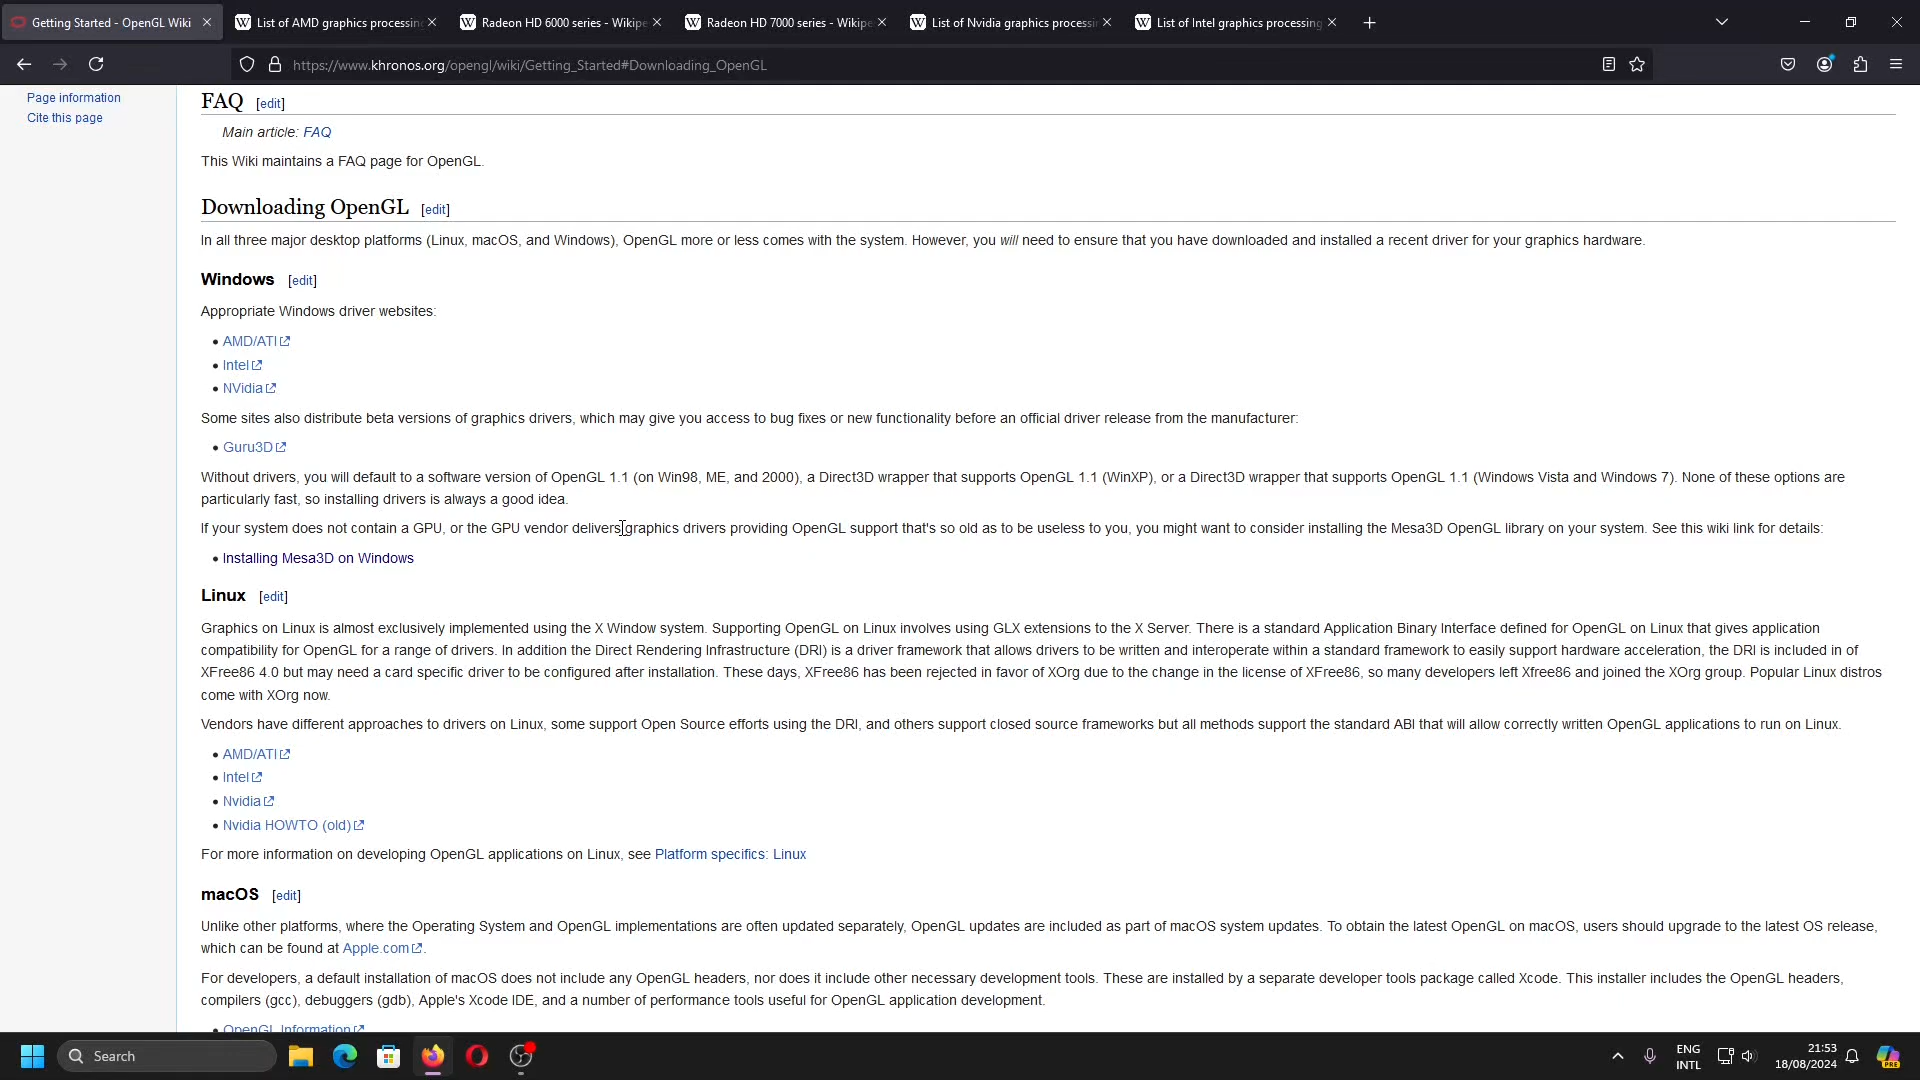 Getting Started - OpenGL Wiki
List of AMD graphics processing
Radeon HD 6000 series - Wikipe
Radeon HD 7000 series - Wikipe
List of Nvidia graphics processin
List of Intel graphics processing
https://www.khronos.org/opengl/wiki/Getting_Started#Downloading_OpenGL
Page information
Cite this page
FAQ [edit]
Main article: FAQ
This Wiki maintains a FAQ page for OpenGL.
Downloading OpenGL [edit]
In all three major desktop platforms (Linux, macOS, and Windows), OpenGL more or less comes with the system. However, you will need to ensure that you have downloaded and installed a recent driver for your graphics hardware.
Windows [edit]
Appropriate Windows driver websites:
• AMD/ATI
• Intel
• NVidia
Some sites also distribute beta versions of graphics drivers, which may give you access to bug fixes or new functionality before an official driver release from the manufacturer:
• Guru3D
Without drivers, you will default to a software version of OpenGL 1.1 (on Win98, ME, and 2000), a Direct3D wrapper that supports OpenGL 1.1 (WinXP), or a Direct3D wrapper that supports OpenGL 1.1 (Windows Vista and Windows 7). None of these options are
particularly fast, so installing drivers is always a good idea.
If your system does not contain a GPU, or the GPU vendor delivers graphics drivers providing OpenGL support that's so old as to be useless to you, you might want to consider installing the Mesa3D OpenGL library on your system. See this wiki link for details:
• Installing Mesa3D on Windows
Linux [edit]
Graphics on Linux is almost exclusively implemented using the X Window system. Supporting OpenGL on Linux involves using GLX extensions to the X Server. There is a standard Application Binary Interface defined for OpenGL on Linux that gives application
compatibility for OpenGL for a range of drivers. In addition the Direct Rendering Infrastructure (DRI) is a driver framework that allows drivers to be written and interoperate within a standard framework to easily support hardware acceleration, the DRI is included in of
XFree86 4.0 but may need a card specific driver to be configured after installation. These days, XFree86 has been rejected in favor of XOrg due to the change in the license of XFree86, so many developers left Xfree86 and joined the XOrg group. Popular Linux distros
come with XOrg now.
Vendors have different approaches to drivers on Linux, some support Open Source efforts using the DRI, and others support closed source frameworks but all methods support the standard ABI that will allow correctly written OpenGL applications to run on Linux.
• AMD/ATI
• Intel
• Nvidia
• Nvidia HOWTO (old)
For more information on developing OpenGL applications on Linux, see Platform specifics: Linux
macOS [edit]
Unlike other platforms, where the Operating System and OpenGL implementations are often updated separately, OpenGL updates are included as part of macOS system updates. To obtain the latest OpenGL on macOS, users should upgrade to the latest OS release,
which can be found at Apple.com.
For developers, a default installation of macOS does not include any OpenGL headers, nor does it include other necessary development tools. These are installed by a separate developer tools package called Xcode. This installer includes the OpenGL headers,
compilers (gcc), debuggers (gdb), Apple's Xcode IDE, and a number of performance tools useful for OpenGL application development.
• OpenGL Information
Search
ENG
INTL
21:53
18/08/2024
PRE